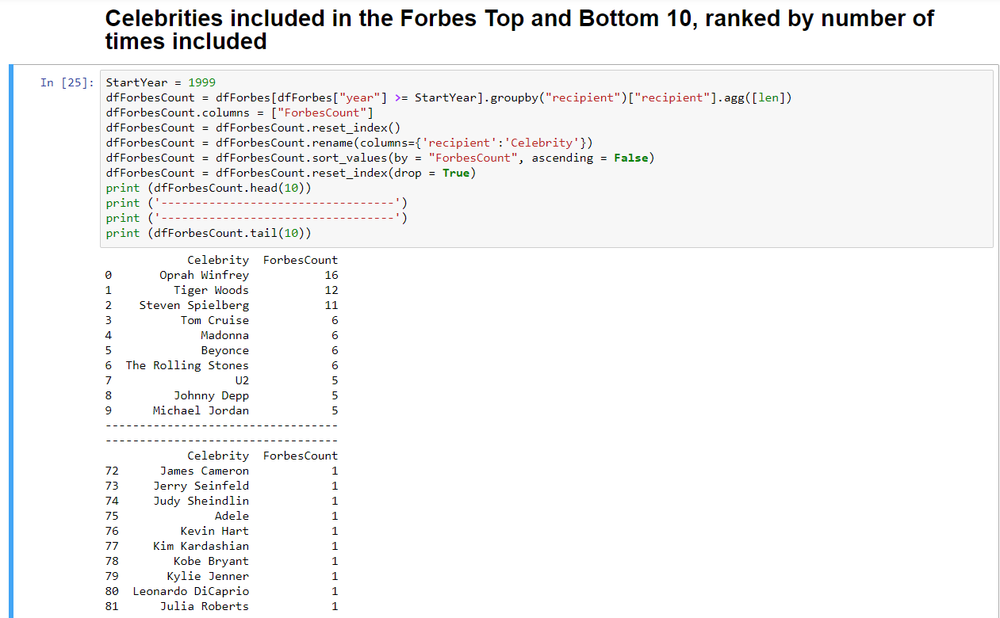 Celebrities included in the Forbes Top and Bottom 10, ranked by number of
times included
In [25]: StartYear = 1999
dfForbesCount = dfForbes[dfForbes["year"] >= StartYear].groupby("recipient")["recipient"].agg([len])
dfForbesCount.columns = ["ForbesCount"]
dfForbesCount = dfForbesCount.reset_index()
dfForbesCount = dfForbesCount.rename(columns={'recipient':'Celebrity'})
dfForbesCount = dfForbesCount.sort_values(by = "ForbesCount", ascending = False)
dfForbesCount = dfForbesCount.reset_index(drop = True)
print (dfForbesCount.head(10))
print ('----------------------------------')
print ('----------------------------------')
print (dfForbesCount.tail(10))
Celebrity ForbesCount
0 Oprah Winfrey 16
1 Tiger Woods 12
2 Steven Spielberg 11
3 Tom Cruise 6
4 Madonna 6
5 Beyonce 6
6 The Rolling Stones 6
7 U2 5
8 Johnny Depp 5
9 Michael Jordan 5
----------------------------------
----------------------------------
Celebrity ForbesCount
72 James Cameron 1
73 Jerry Seinfeld 1
74 Judy Sheindlin 1
75 Adele 1
76 Kevin Hart 1
77 Kim Kardashian 1
78 Kobe Bryant 1
79 Kylie Jenner 1
80 Leonardo DiCaprio 1
81 Julia Roberts 1